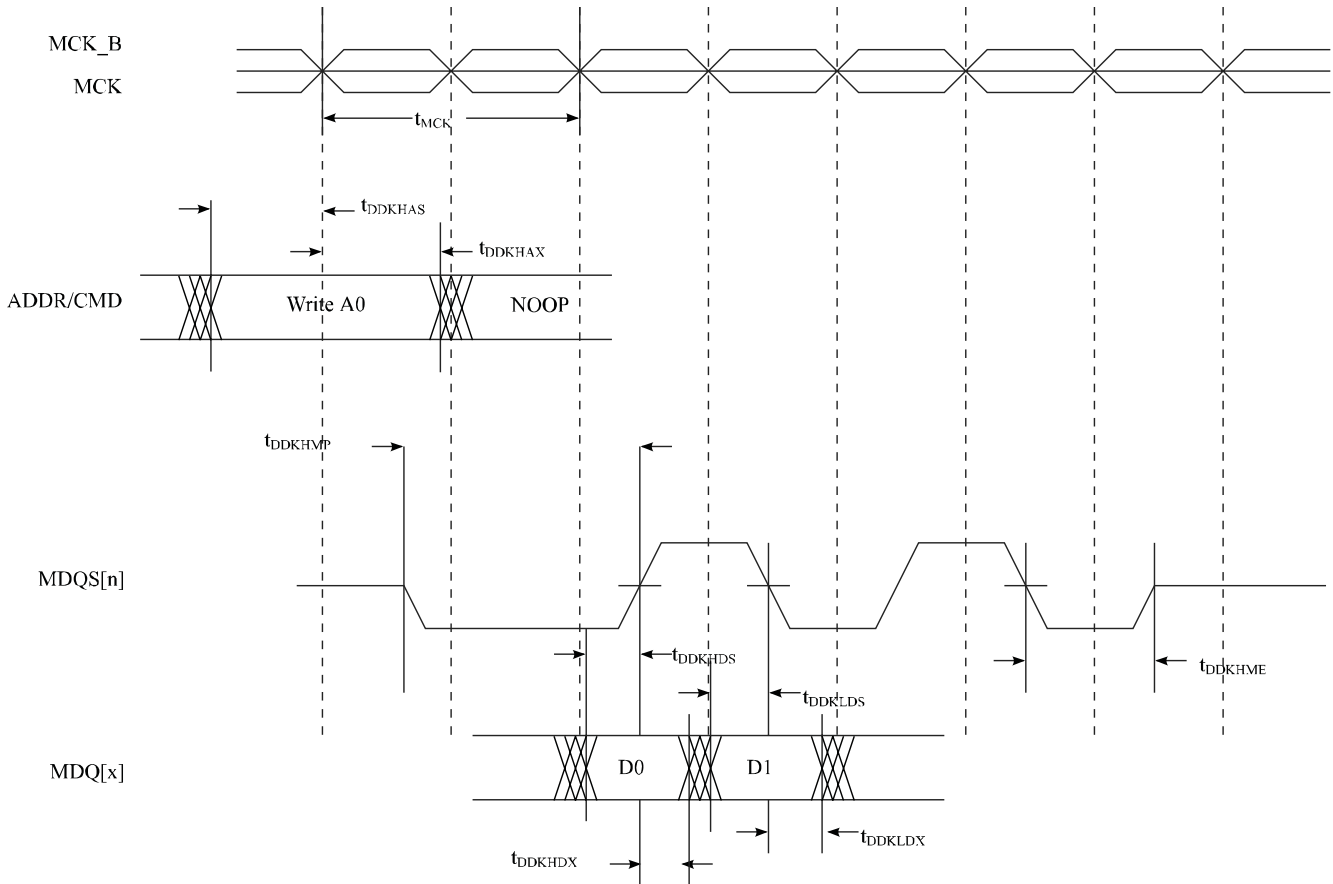 MCK_B
MCK
tMCK
tDDKHAS
tDDKHAX
ADDR/CMD
Write A0
NOOP
tDDKHMP
MDQS[n]
tDDKHDS
tDDKHME
tDDKLDS
MDQ[x]
D0
D1
tDDKLDX
tDDKHDX